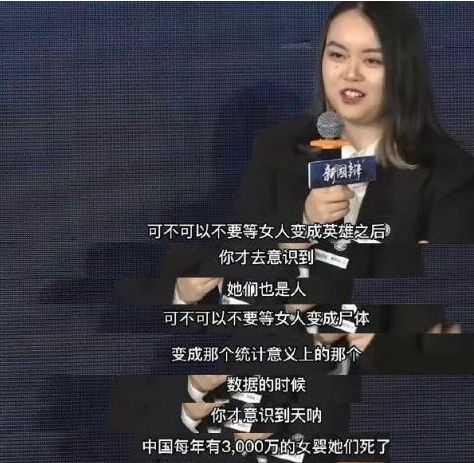 新国辩
可不可以不要等女人变成英雄之后
你才去意识到
她们也是人
可不可以不要等女人变成尸体
变成那个统计意义上的那个
数据的时候
你才意识到天呐
中国每年有3,000万的女婴她们死了